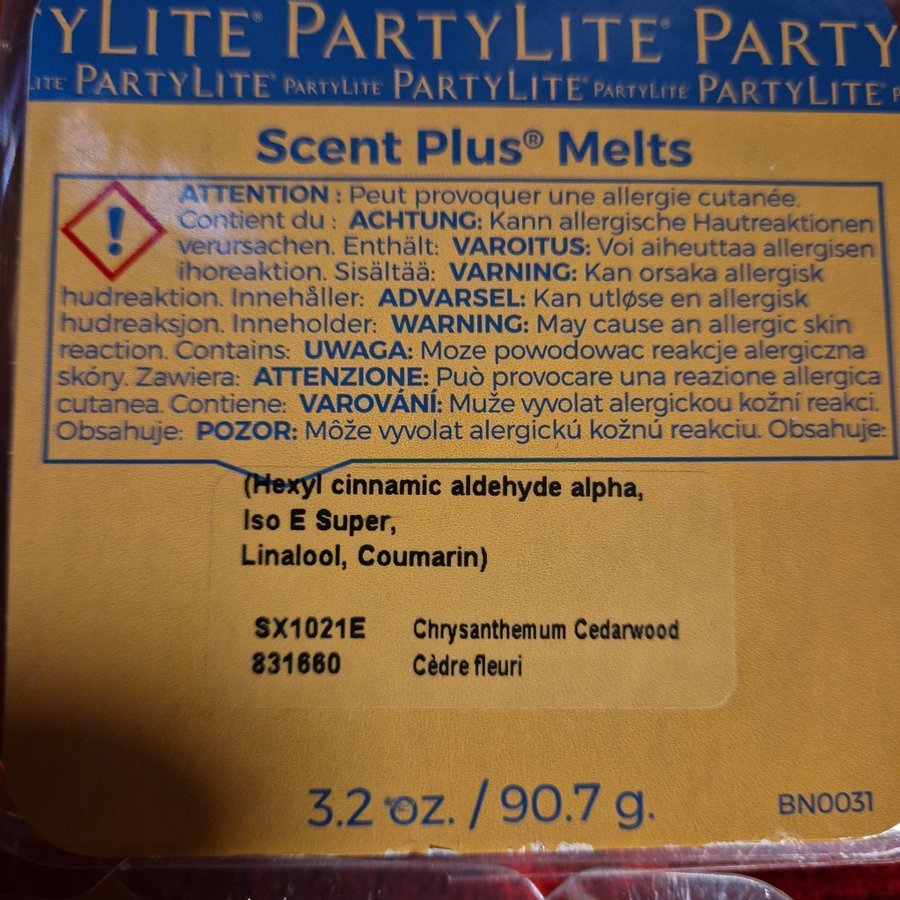 YLITE® PARTYLITE® PARTY
LITE PARTYLITE® PARTYLITE PARTYLITE® PARTYLITE PARTYLITE®
Scent Plus® Melts
ATTENTION : Peut provoquer une allergie cutanée.
Contient du : ACHTUNG: Kann allergische Hautreaktionen
verursachen. Enthält: VAROITUS: Voi aiheuttaa allergisen
ihoreaktion. Sisältää: VARNING: Kan orsaka allergisk
hudreaktion. Innehåller: ADVARSEL: Kan utløse en allergisk
hudreaksjon. Inneholder: WARNING: May cause an allergic skin
reaction. Contains: UWAGA: Moze powodowac reakcje alergiczna
skóry. Zawiera: ATTENZIONE: Può provocare una reazione allergica
cutanea. Contiene: VAROVÁNÍ: Muže vyvolat alergickou kožní reakci.
Obsahuje: POZOR: Môže vyvolat alergickú kožnú reakciu. Obsahuje:
(Hexyl cinnamic aldehyde alpha,
Iso E Super,
Linalool, Coumarin)
SX1021E Chrysanthemum Cedarwood
831660 Cèdre fleuri
3.2 oz. / 90.7 g. BN0031